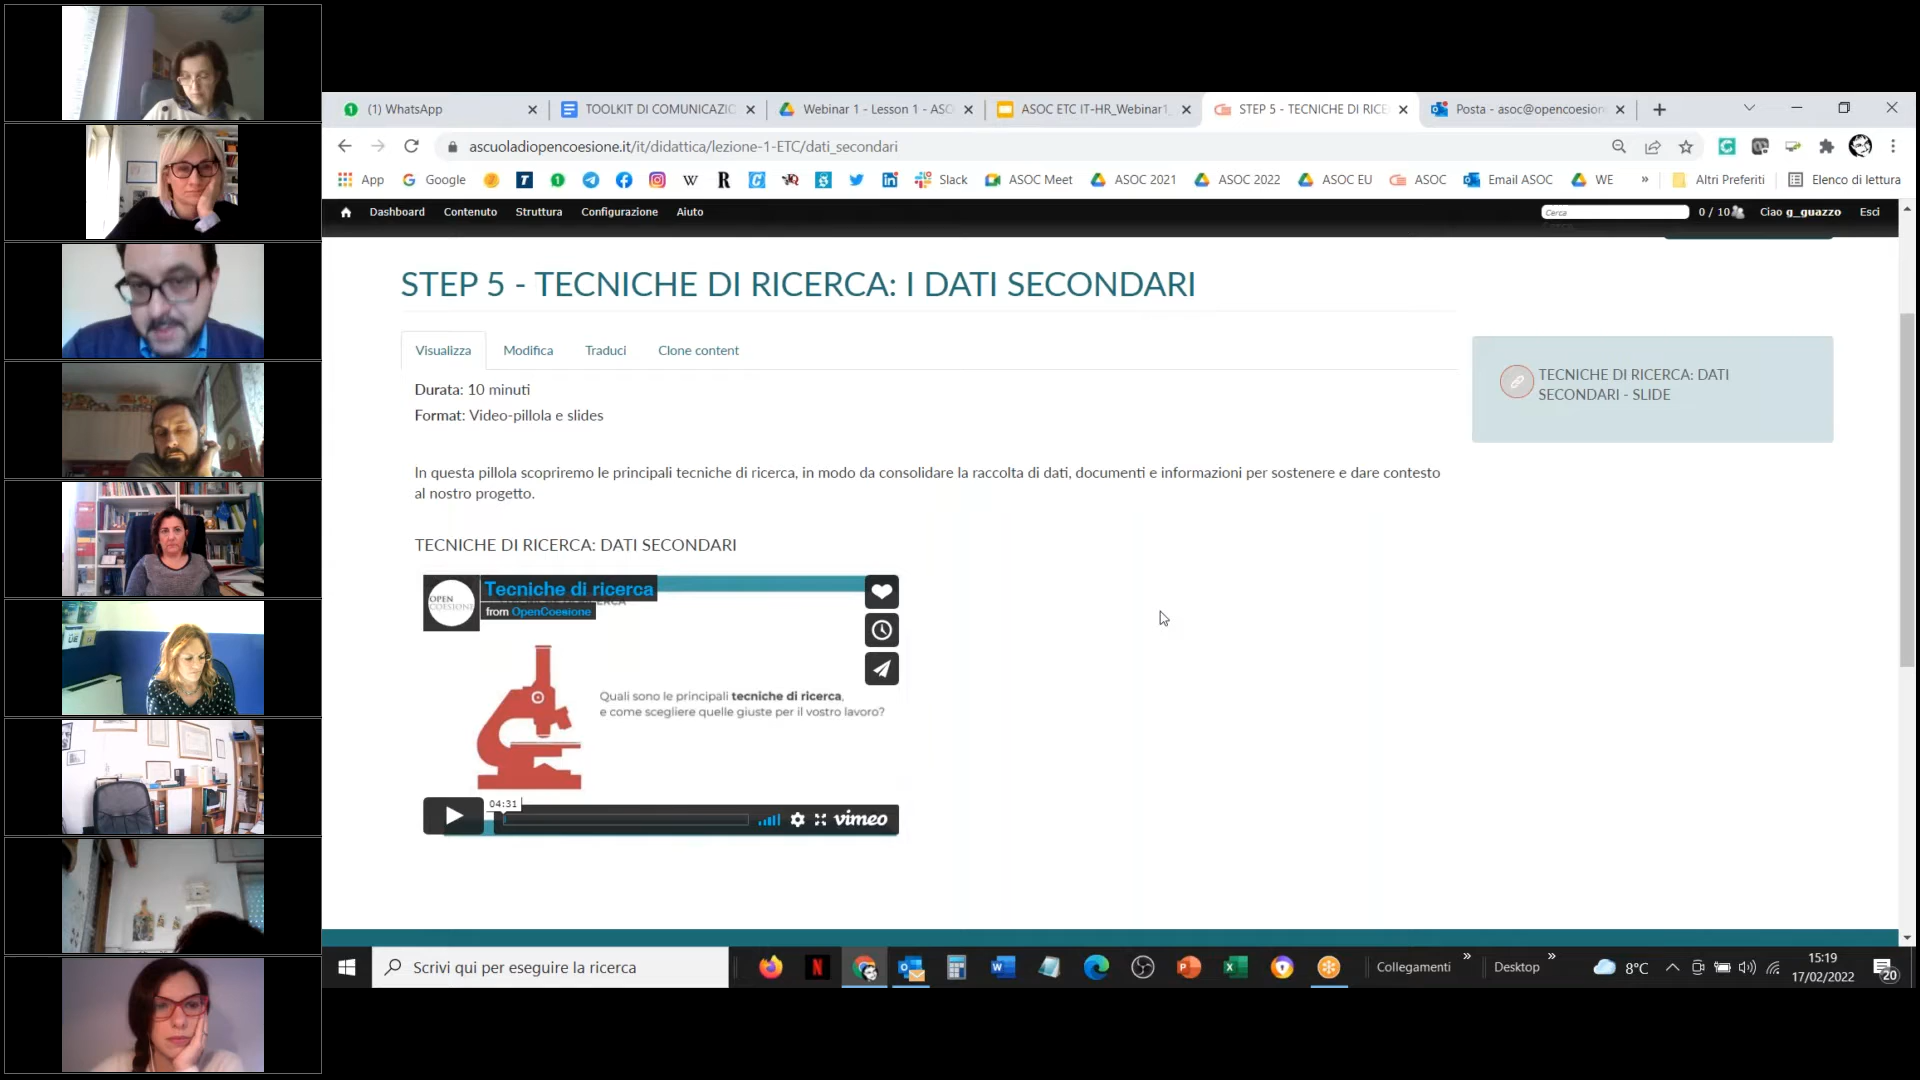 (1) WhatsApp
TOOLKIT DI COMUNICAZIO
Webinar 1 - Lesson 1 - ASO
ASOC ETC IT-HR_Webinar1_
STEP 5 - TECNICHE DI RICE
Posta - asoc@opencoesion
ascuoladiopencoesione.it/it/didattica/lezione-1-ETC/dati_secondari
App
Google
Slack
ASOC Meet
ASOC 2021
ASOC 2022
ASOC EU
ASOC
Email ASOC
WE
»
Altri Preferiti
Elenco di lettura
Dashboard
Contenuto
Struttura
Configurazione
Aiuto
Cerca
0 / 10
Ciao g_guazzo
Esci
STEP 5 - TECNICHE DI RICERCA: I DATI SECONDARI
Visualizza
Modifica
Traduci
Clone content
Durata: 10 minuti
Format: Video-pillola e slides
In questa pillola scopriremo le principali tecniche di ricerca, in modo da consolidare la raccolta di dati, documenti e informazioni per sostenere e dare contesto
al nostro progetto.
TECNICHE DI RICERCA: DATI
SECONDARI - SLIDE
TECNICHE DI RICERCA: DATI SECONDARI
OPEN
COESIONE
Tecniche di ricerca
from OpenCoesione
Quali sono le principali tecniche di ricerca,
e come scegliere quelle giuste per il vostro lavoro?
04:31
vimeo
Scrivi qui per eseguire la ricerca
Collegamenti
»
Desktop
»
8°C
15:19
17/02/2022
20